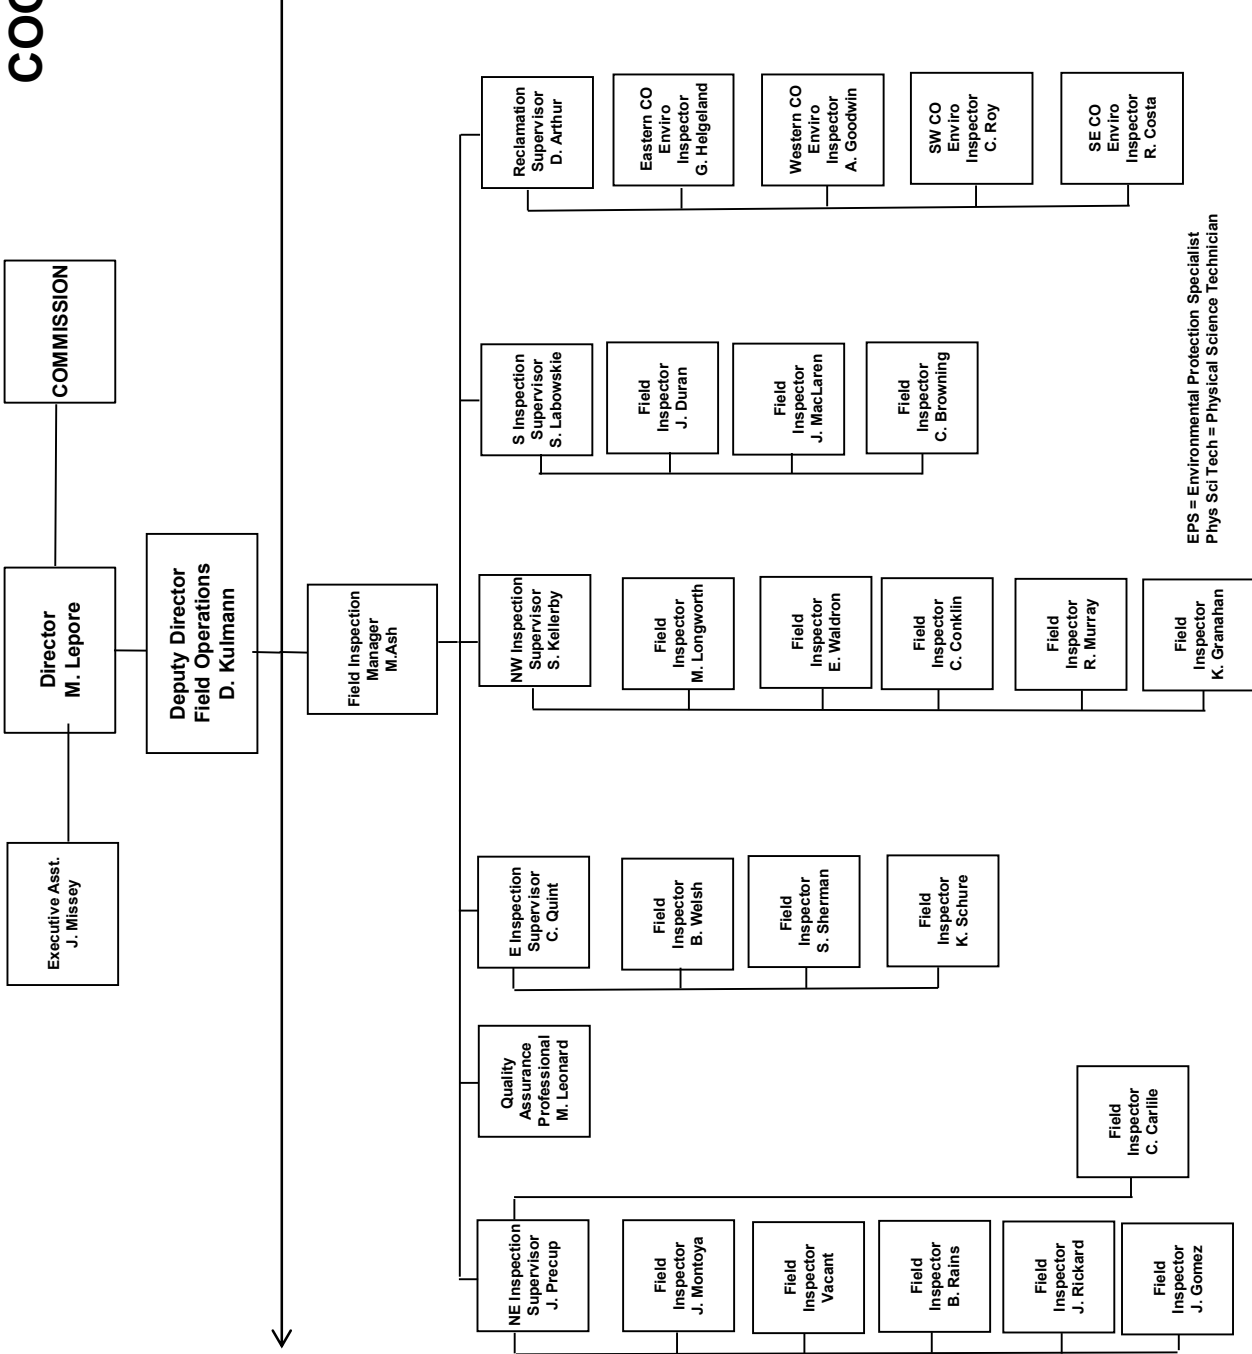 Executive Asst.
J. Missey
Director
M. Lepore
COMMISSION
Deputy Director
Field Operations
D. Kulmann
Field Inspection
Manager
M.Ash
NE Inspection
Supervisor
J. Precup
Field
Inspector
J. Montoya
Field
Inspector
Vacant
Field
Inspector
B. Rains
Field
Inspector
J. Rickard
Field
Inspector
J. Gomez
Field
Inspector
C. Carlile
Quality
Assurance
Professional
M. Leonard
E Inspection
Supervisor
C. Quint
Field
Inspector
B. Welsh
Field
Inspector
S. Sherman
Field
Inspector
K. Schure
NW Inspection
Supervisor
S. Kellerby
Field
Inspector
M. Longworth
Field
Inspector
E. Waldron
Field
Inspector
C. Conklin
Field
Inspector
R. Murray
Field
Inspector
K. Granahan
S Inspection
Supervisor
S. Labowskie
Field
Inspector
J. Duran
Field
Inspector
J. MacLaren
Field
Inspector
C. Browning
Reclamation
Supervisor
D. Arthur
Eastern CO
Enviro
Inspector
G. Helgeland
Western CO
Enviro
Inspector
A. Goodwin
SW CO
Enviro
Inspector
C. Roy
SE CO
Enviro
Inspector
R. Costa
EPS = Environmental Protection Specialist
Phys Sci Tech = Physical Science Technician